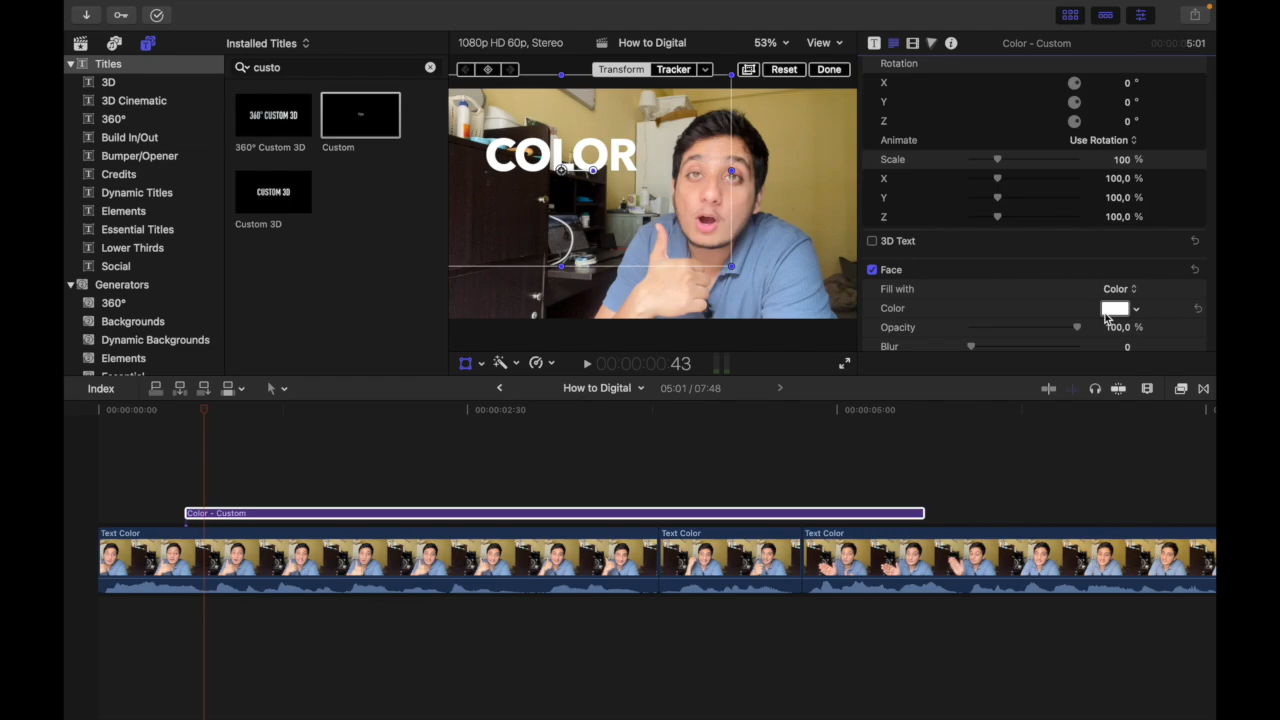 Installed Titles
1080p HD 60p, Stereo
How to Digital
53%
View
Color - Custom
00:00:05:01
Titles
custo
Transform
Tracker
Reset
Done
Rotation
3D
3D Cinematic
360°
Build In/Out
Bumper/Opener
Credits
Dynamic Titles
Elements
Essential Titles
Lower Thirds
Social
Generators
360°
Backgrounds
Dynamic Backgrounds
Elements
360° CUSTOM 3D
360° Custom 3D
Custom
CUSTOM 3D
Custom 3D
COLOR
X 0 °
Y 0 °
Z 0 °
Animate Use Rotation
Scale 100 %
X 100,0 %
Y 100,0 %
Z 100,0 %
3D Text
Face
Fill with Color
Color
Opacity 100,0 %
Blur 0
00:00:00:43
Index
How to Digital
05:01 / 07:48
00:00:00:00
00:00:02:30
00:00:05:00
Color - Custom
Text Color
Text Color
Text Color